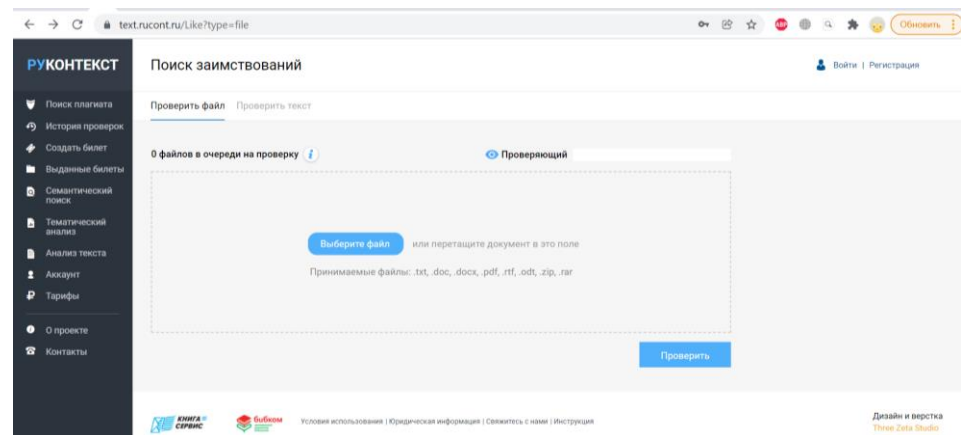 text.rucont.ru/Like?type=file
ABP
Обновить
РУКОНТЕКСТ
Поиск заимствований
Войти | Регистрация
Поиск плагиата
История проверок
Создать билет
Выданные билеты
Семантический
поиск
Тематический
анализ
Анализ текста
Аккаунт
Тарифы
О проекте
Контакты
Проверить файл Проверить текст
0 файлов в очереди на проверку i
Проверяющий
Выберите файл или перетащите документ в это поле
Принимаемые файлы: .txt, .doc, .docx, .pdf, .rtf, .odt, .zip, .rar
Проверить
КНИГА
СЕРВИС
бибком
Условия использования | Юридическая информация | Свяжитесь с нами | Инструкция
Дизайн и верстка
Three Zeta Studio